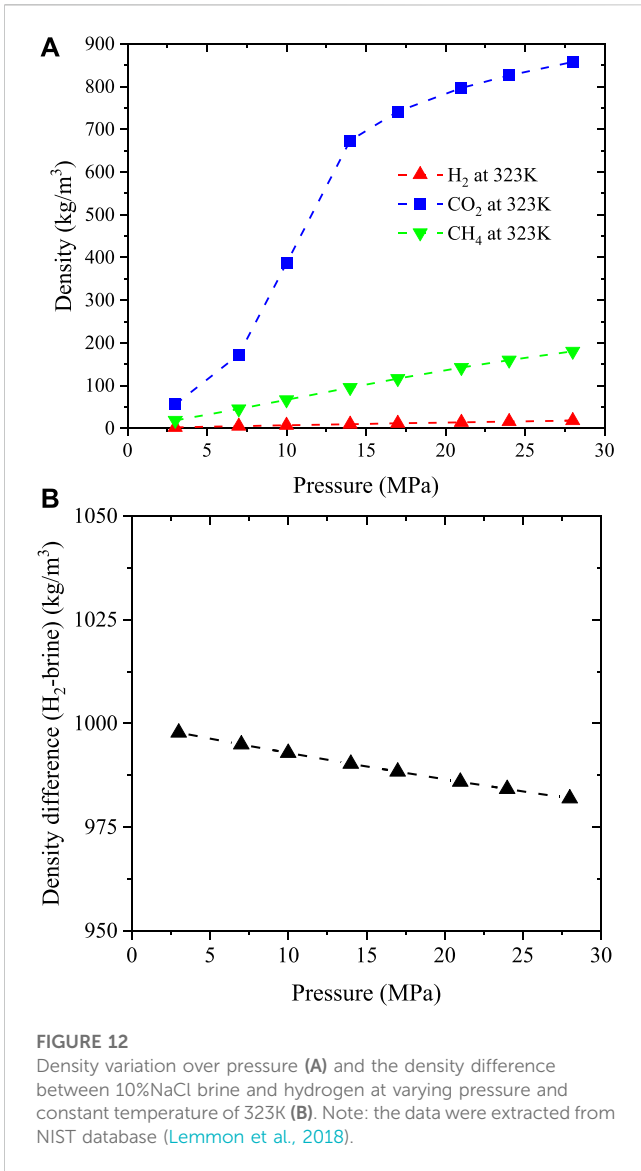 A
900
800
700
600
500
400
300
200
100
0
Density (kg/m³)
H₂ at 323K
CO₂ at 323K
CH₄ at 323K
0 5 10 15 20 25 30
Pressure (MPa)
B
1050
1025
1000
975
950
Density difference (H₂-brine) (kg/m³)
0 5 10 15 20 25 30
Pressure (MPa)
FIGURE 12
Density variation over pressure (A) and the density difference
between 10%NaCl brine and hydrogen at varying pressure and
constant temperature of 323K (B). Note: the data were extracted from
NIST database (Lemmon et al., 2018).